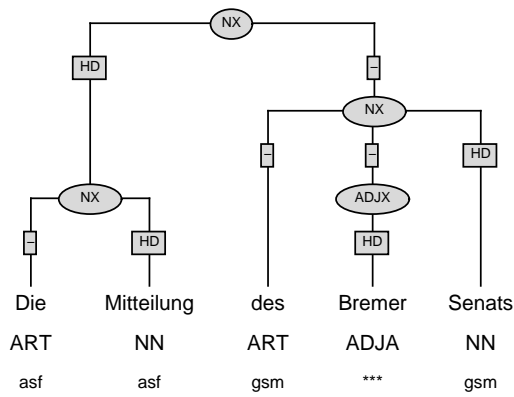 NX
HD –
NX
– – HD
NX ADJX
– HD HD
Die Mitteilung des Bremer Senats
ART NN ART ADJA NN
asf asf gsm *** gsm